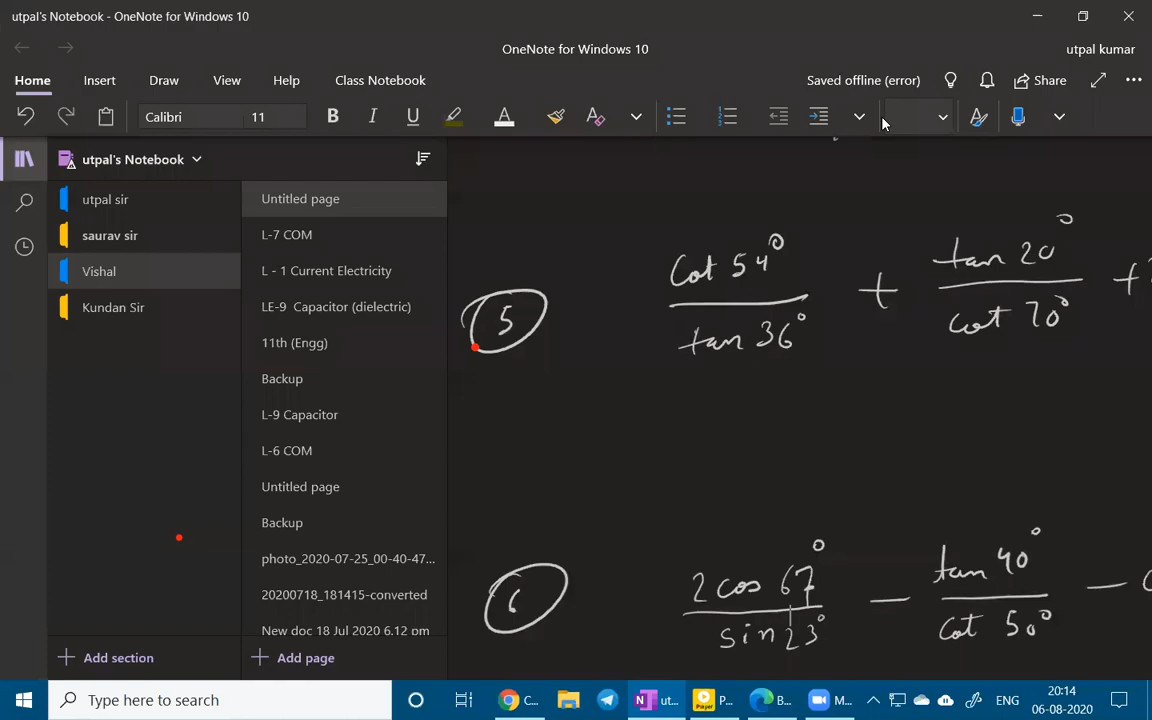 utpal's Notebook - OneNote for Windows 10
OneNote for Windows 10
utpal kumar
Home Insert Draw View Help Class Notebook Saved offline (error) Share
Calibri 11 B I U A
utpal's Notebook
utpal sir
saurav sir
Vishal
Kundan Sir
Add section
Untitled page
L-7 COM
L - 1 Current Electricity
LE-9 Capacitor (dielectric)
11th (Engg)
Backup
L-9 Capacitor
L-6 COM
Untitled page
Backup
photo_2020-07-25_00-40-47...
20200718_181415-converted
New doc 18 Jul 2020 6.12 pm
Add page
5
cot 54° + tan 20° +
tan 36° cot 70°
6
2 cos 67° - tan 40° -
sin 23° cot 50°
Type here to search
C... ut... P... B... M... ENG 20:14
06-08-2020